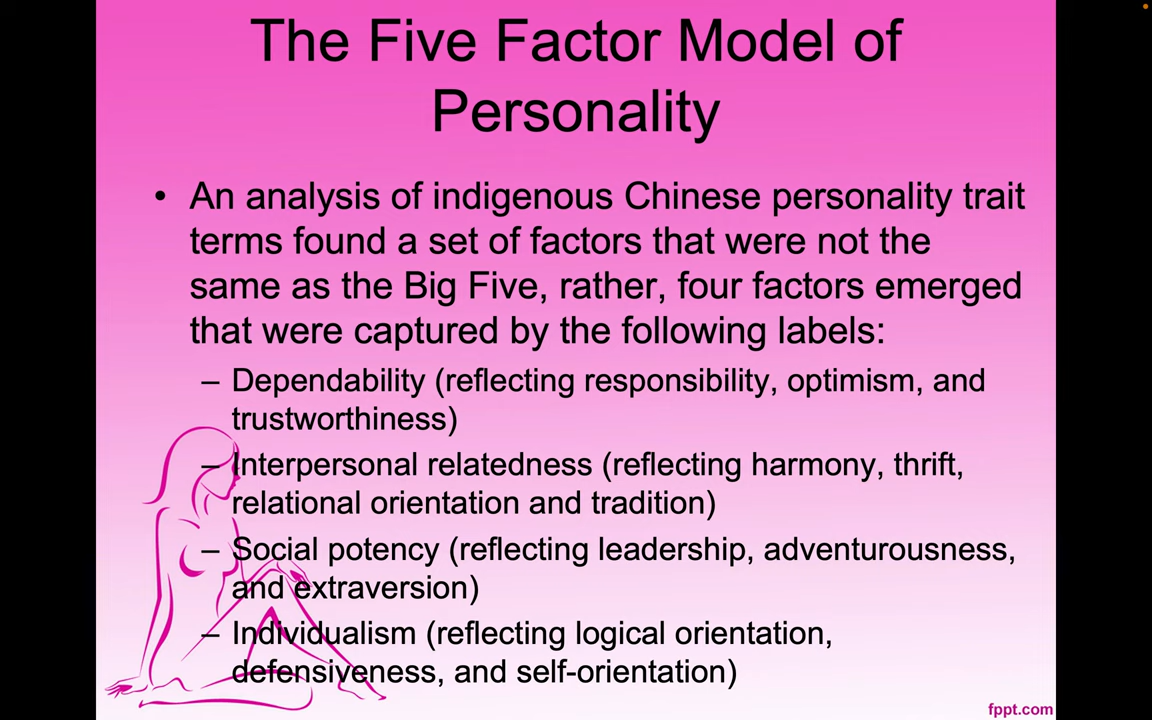 The Five Factor Model of
Personality
• An analysis of indigenous Chinese personality trait
terms found a set of factors that were not the
same as the Big Five, rather, four factors emerged
that were captured by the following labels:
– Dependability (reflecting responsibility, optimism, and
trustworthiness)
– Interpersonal relatedness (reflecting harmony, thrift,
relational orientation and tradition)
– Social potency (reflecting leadership, adventurousness,
and extraversion)
– Individualism (reflecting logical orientation,
defensiveness, and self-orientation)
fppt.com